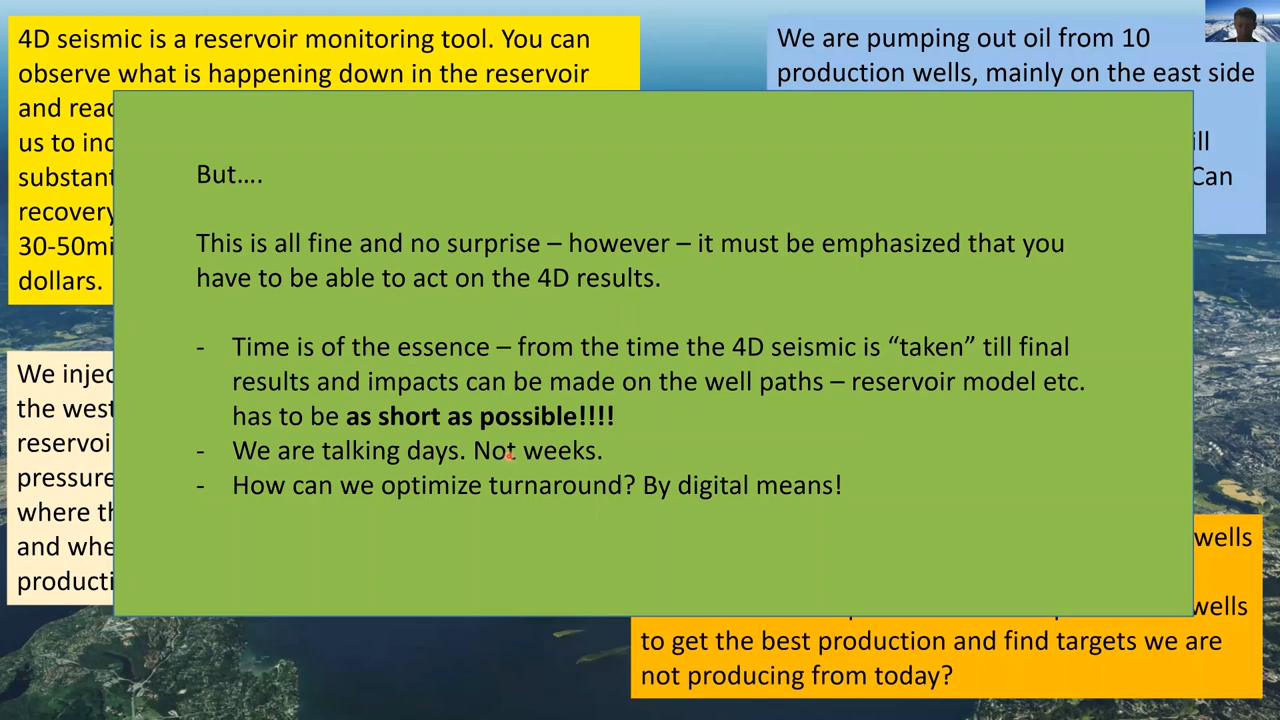 4D seismic is a reservoir monitoring tool. You can
observe what is happening down in the reservoir
and
us to
recovery
30-50mi
dollars.
We are pumping out oil from 10
production wells, mainly on the east side
Can
But....
This is all fine and no surprise – however – it must be emphasized that you
have to be able to act on the 4D results.
- Time is of the essence – from the time the 4D seismic is “taken” till final
results and impacts can be made on the well paths – reservoir model etc.
has to be as short as possible!!!!
- We are talking days. Not weeks.
- How can we optimize turnaround? By digital means!
We
the west
reservoi
pressure
where
and
producti
wells
wells
to get the best production and find targets we are
not producing from today?